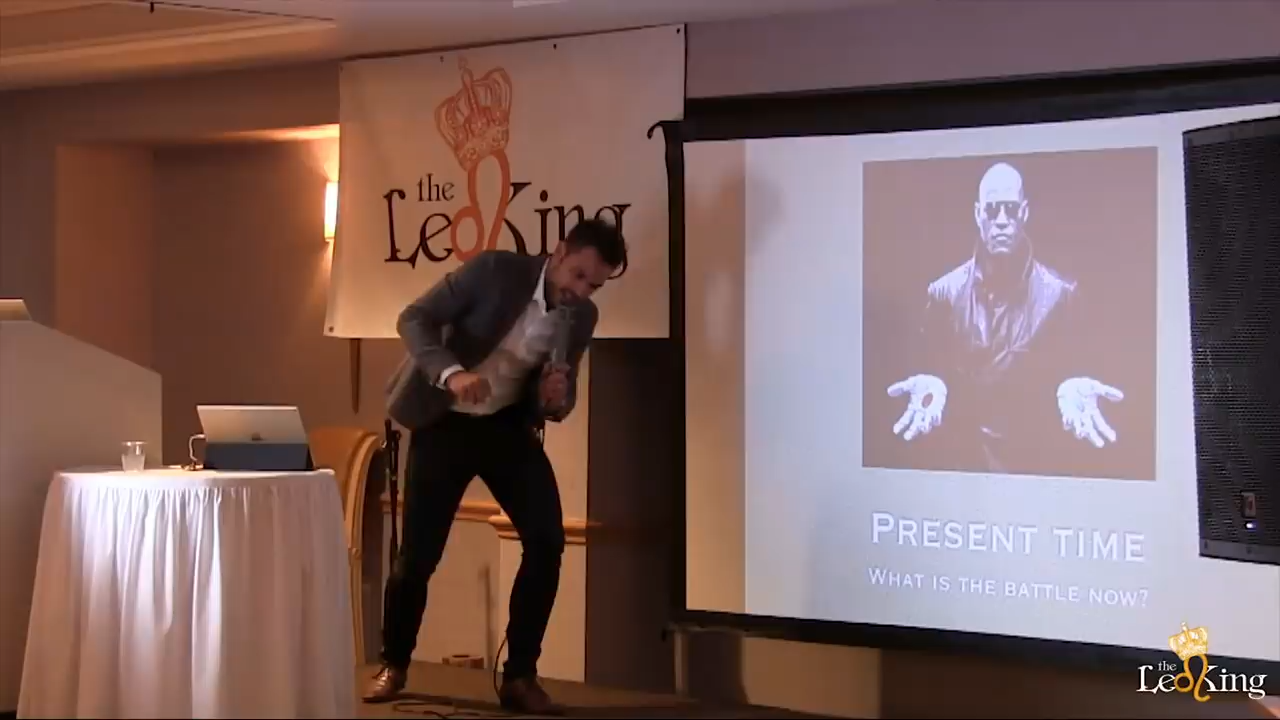 the
LeoKing
PRESENT TIME
WHAT IS THE BATTLE NOW?
the
LeoKing